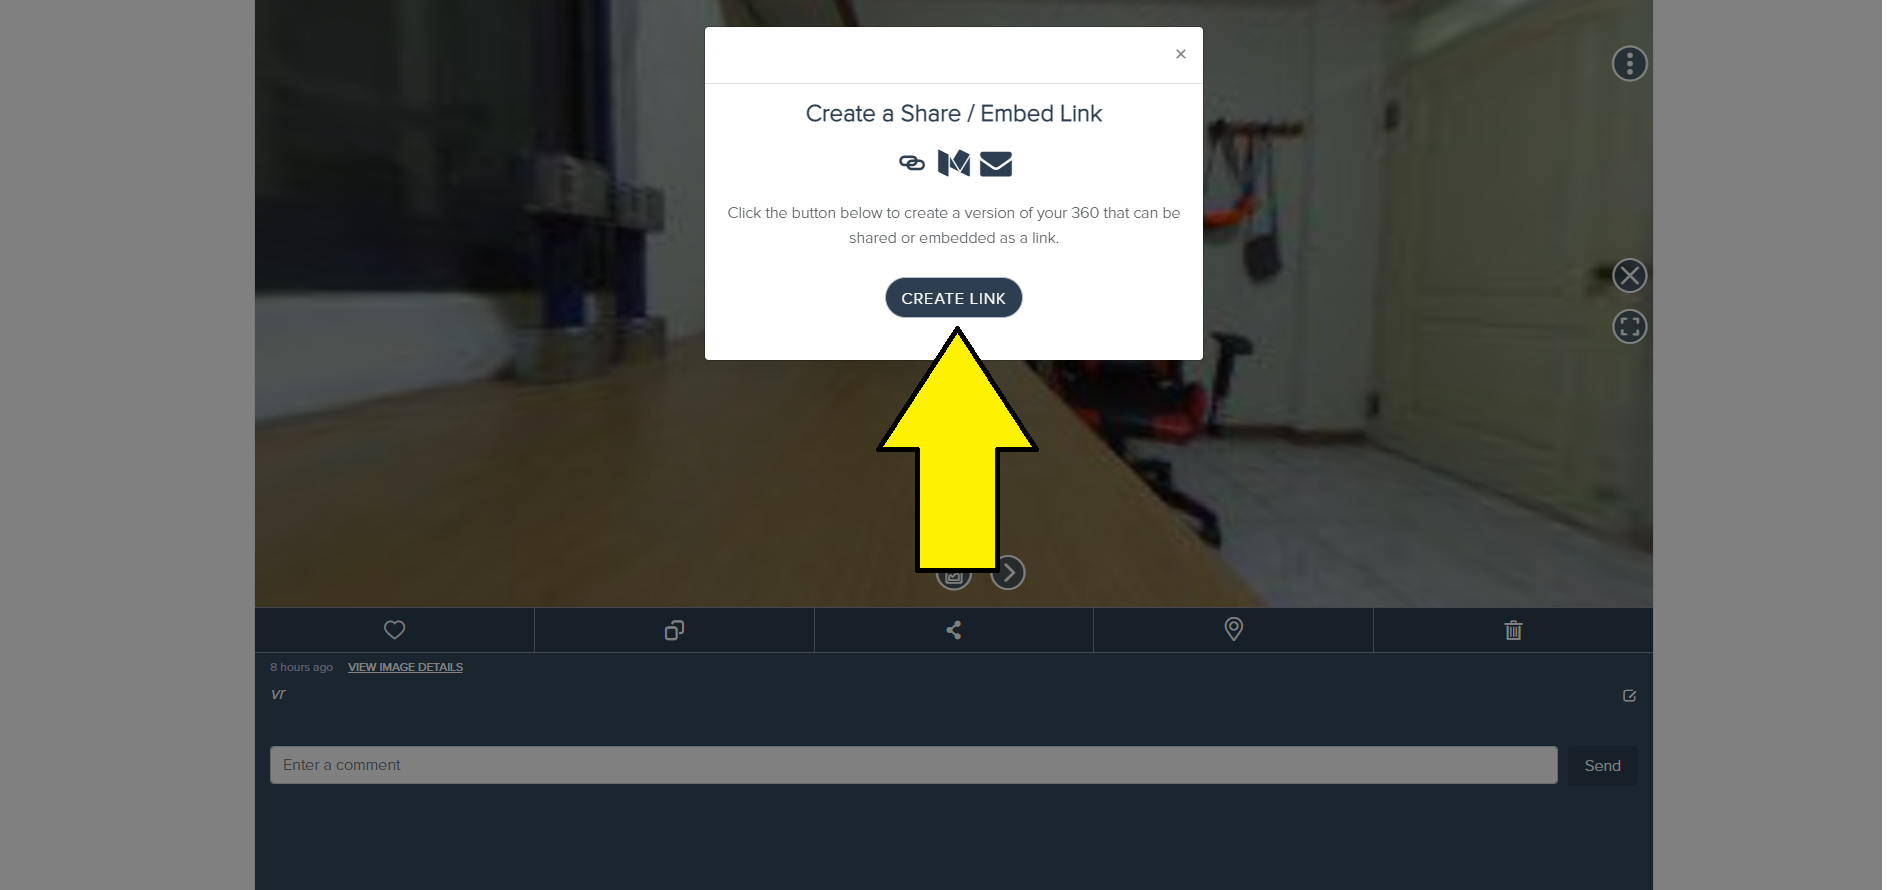 ×
Create a Share / Embed Link
Click the button below to create a version of your 360 that can be
shared or embedded as a link.
CREATE LINK
8 hours ago VIEW IMAGE DETAILS
vr
Enter a comment
Send